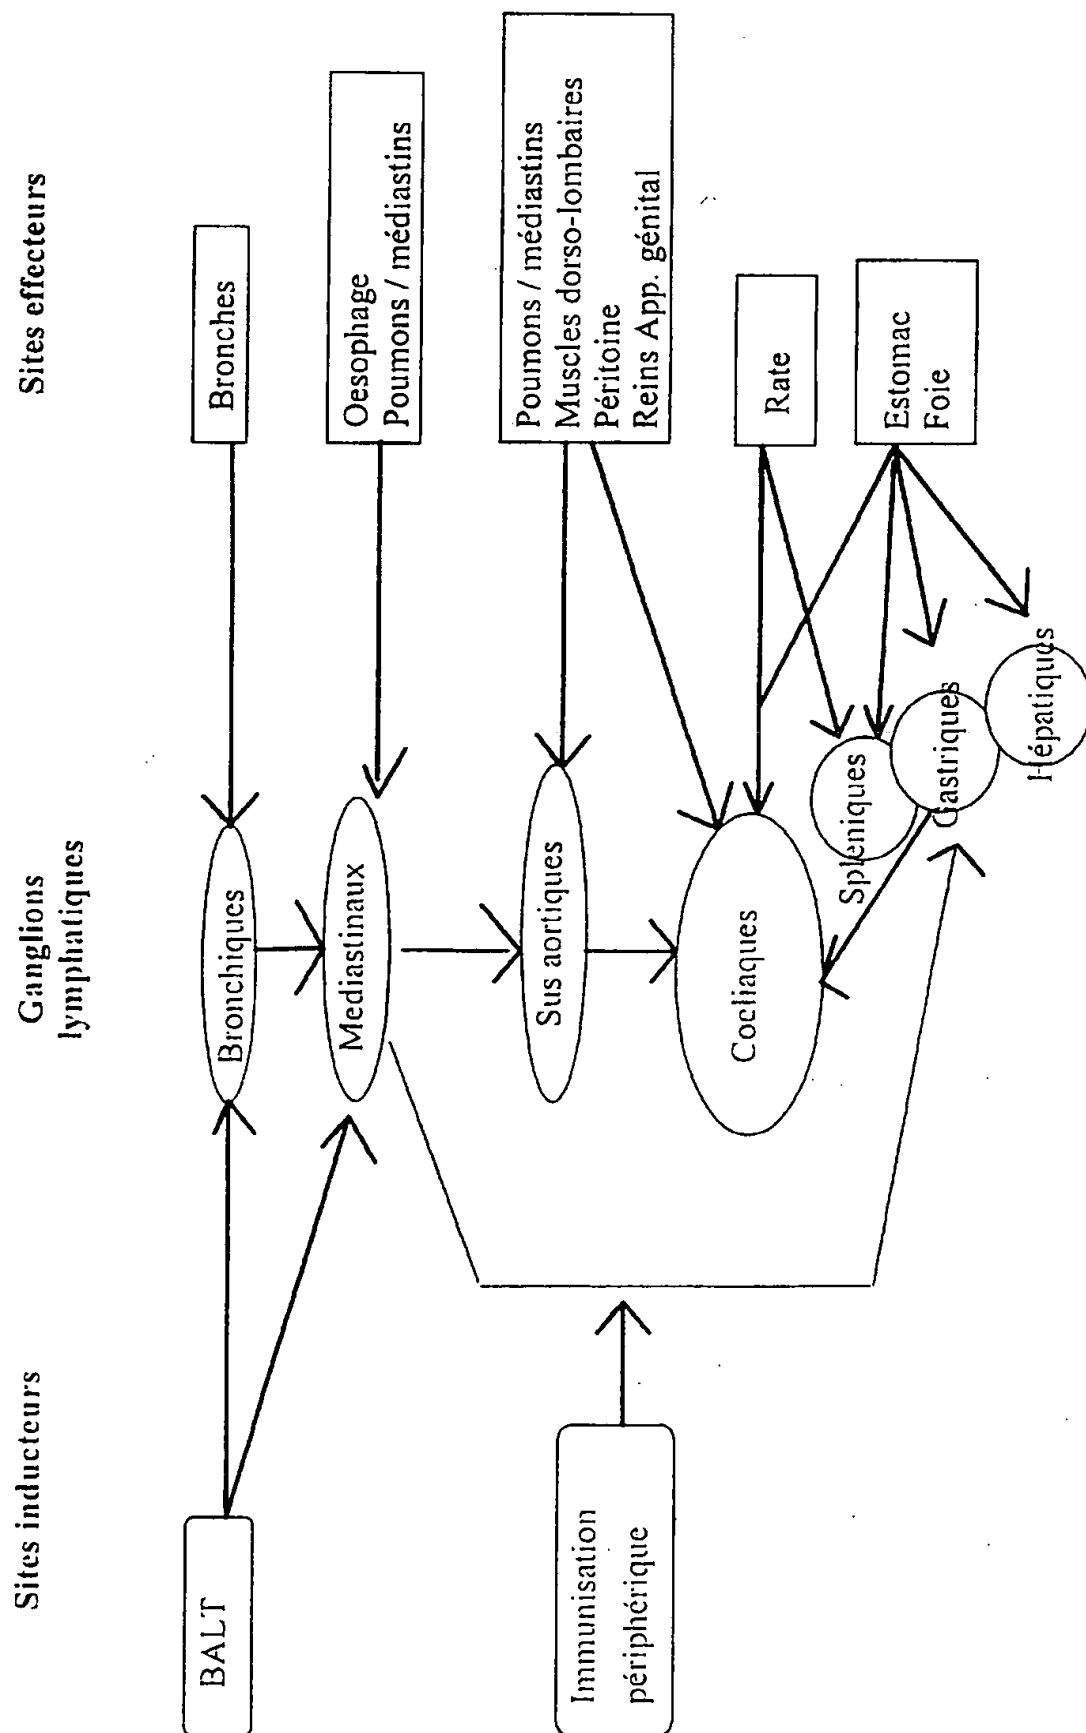 Sites inducteurs
Ganglions
lymphatiques
Sites effecteurs
BALT
Bronchiques
Bronches
Mediastinaux
Oesophage
Poumons / médiastins
Immunisation
périphérique
Sus aortiques
Poumons / médiastins
Muscles dorso-lombaires
Péritoine
Reins App. génital
Coeliaques
Rate
Spléniques
Gastriques
Hépatiques
Estomac
Foie